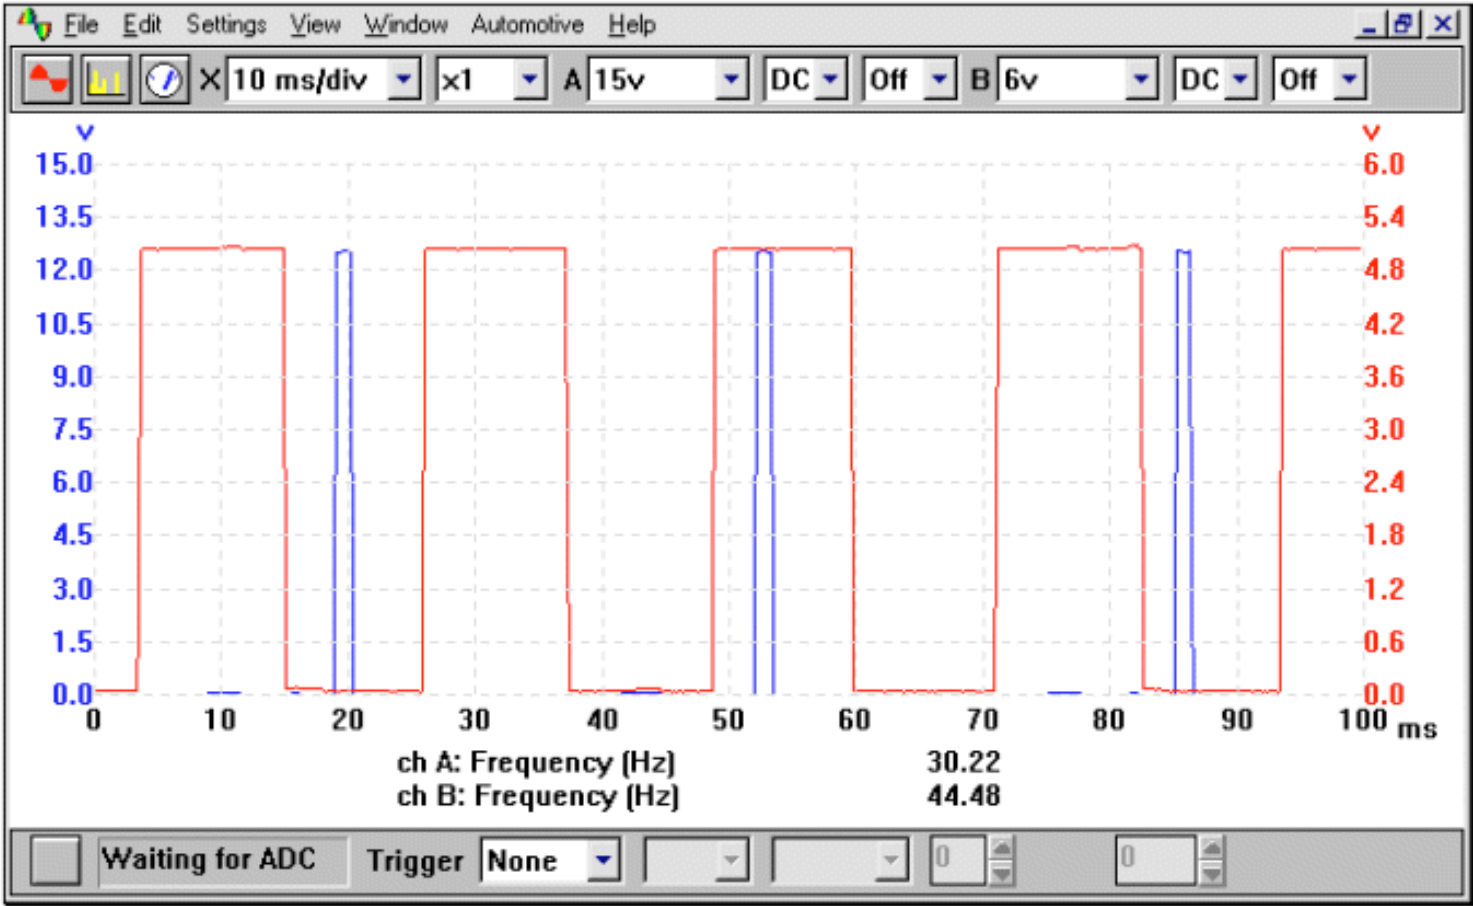 File Edit Settings View Window Automotive Help
X 10 ms/div x1 A 15v DC Off B 6v DC Off
v v
15.0 6.0
13.5 5.4
12.0 4.8
10.5 4.2
9.0 3.6
7.5 3.0
6.0 2.4
4.5 1.8
3.0 1.2
1.5 0.6
0.0 0.0
0 10 20 30 40 50 60 70 80 90 100 ms
ch A: Frequency (Hz) 30.22
ch B: Frequency (Hz) 44.48
Waiting for ADC Trigger None 0 0